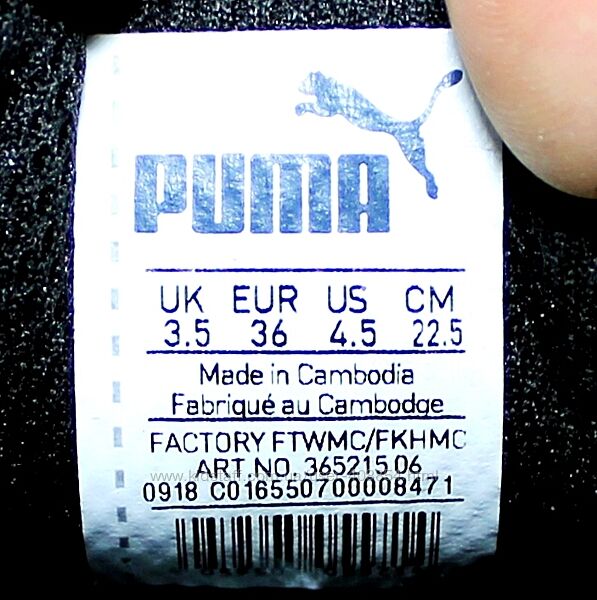 PUMA
UK EUR US CM
3.5 36 4.5 22.5
Made in Cambodia
Fabriqué au Cambodge
FACTORY FTWMC/FKHMC
ART NO. 365215 06
0918 C016550700008471